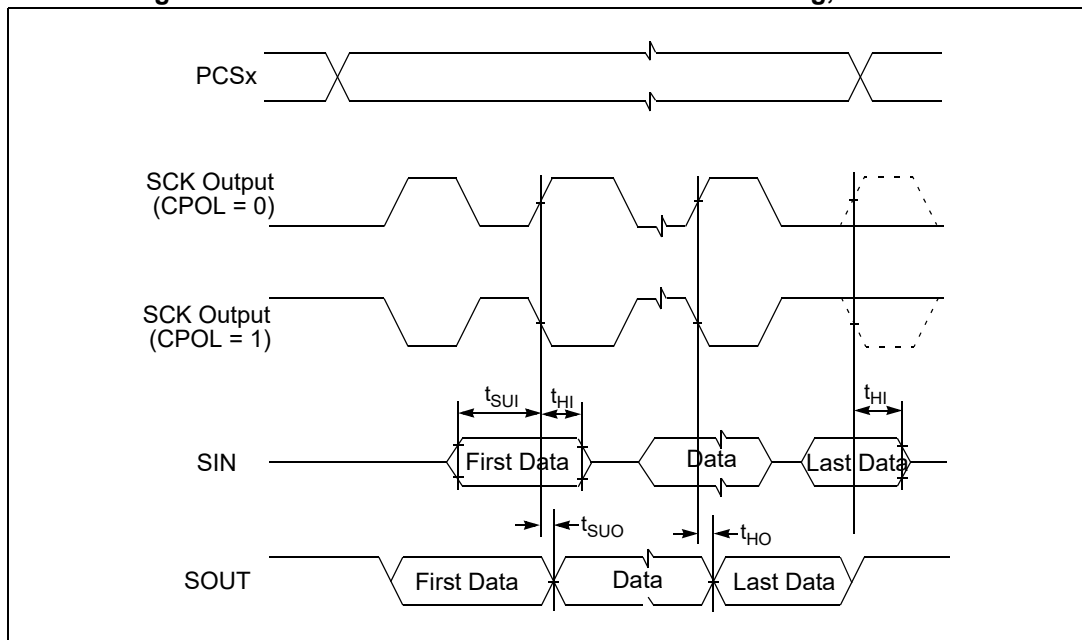 PCSx
SCK Output
(CPOL = 0)
SCK Output
(CPOL = 1)
tSUI
tHI
tHI
SIN
First Data
Data
Last Data
tSUO
tHO
SOUT
First Data
Data
Last Data